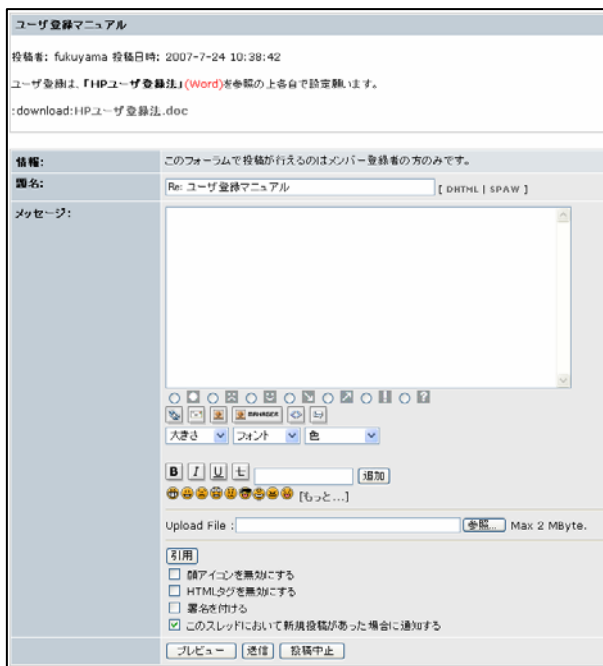 ユーザ登録マニュアル
投稿者: fukuyama 投稿日時: 2007-7-24 10:38:42
ユーザ登録は、「HPユーザ登録法」(Word)を参照の上各自で設定願います。
:download:HPユーザ登録法.doc
情報: このフォーラムで投稿が行えるのはメンバー登録者の方のみです。
題名: Re: ユーザ登録マニュアル [ DHTML | SPAW ]
メッセージ:
MANAGER
大きさ フォント 色
B I U t 追加
[もっと...]
Upload File : 参照... Max 2 MByte.
引用
顔アイコンを無効にする
HTMLタグを無効にする
署名を付ける
このスレッドにおいて新規投稿があった場合に通知する
プレビュー 送信 投稿中止